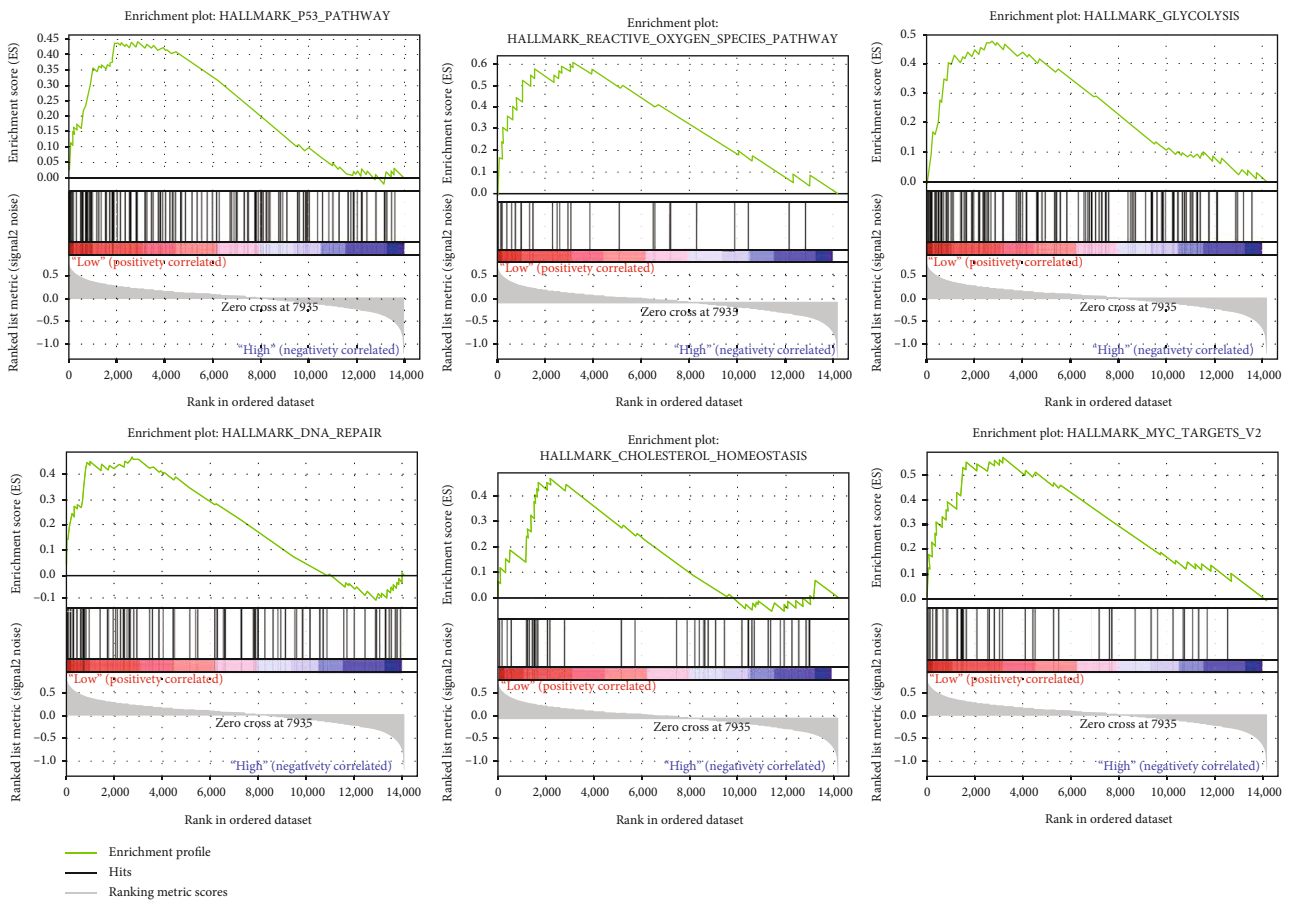 Enrichment plot: HALLMARK_P53_PATHWAY
Enrichment score (ES)
0.45
0.40
0.35
0.30
0.25
0.20
0.15
0.10
0.05
0.00
Ranked list metric (signal2 noise)
"Low" (positivety correlated)
0.5
0.0
−0.5
−1.0
Zero cross at 7935
"High" (negativety correlated)
0 2,000 4,000 6,000 8,000 10,000 12,000 14,000
Rank in ordered dataset
Enrichment plot:
HALLMARK_REACTIVE_OXYGEN_SPECIES_PATHWAY
Enrichment score (ES)
0.6
0.5
0.4
0.3
0.2
0.1
0.0
Ranked list metric (signal2 noise)
"Low" (positivety correlated)
0.5
0.0
−0.5
−1.0
Zero cross at 7935
"High" (negativety correlated)
0 2,000 4,000 6,000 8,000 10,000 12,000 14,000
Rank in ordered dataset
Enrichment plot: HALLMARK_GLYCOLYSIS
Enrichment score (ES)
0.5
0.4
0.3
0.2
0.1
0.0
Ranked list metric (signal2 noise)
"Low" (positivety correlated)
0.5
0.0
−0.5
−1.0
Zero cross at 7935
"High" (negativety correlated)
0 2,000 4,000 6,000 8,000 10,000 12,000 14,000
Rank in ordered dataset
Enrichment plot: HALLMARK_DNA_REPAIR
Enrichment score (ES)
0.4
0.3
0.2
0.1
0.0
−0.1
Ranked list metric (signal2 noise)
"Low" (positivety correlated)
0.5
0.0
−0.5
−1.0
Zero cross at 7935
"High" (negativety correlated)
0 2,000 4,000 6,000 8,000 10,000 12,000 14,000
Rank in ordered dataset
Enrichment plot:
HALLMARK_CHOLESTEROL_HOMEOSTASIS
Enrichment score (ES)
0.4
0.3
0.2
0.1
0.0
Ranked list metric (signal2 noise)
"Low" (positivety correlated)
0.5
0.0
−0.5
−1.0
Zero cross at 7935
"High" (negativety correlated)
0 2,000 4,000 6,000 8,000 10,000 12,000 14,000
Rank in ordered dataset
Enrichment plot: HALLMARK_MYC_TARGETS_V2
Enrichment score (ES)
0.5
0.4
0.3
0.2
0.1
0.0
Ranked list metric (signal2 noise)
"Low" (positivety correlated)
0.5
0.0
−0.5
−1.0
Zero cross at 7935
"High" (negativety correlated)
0 2,000 4,000 6,000 8,000 10,000 12,000 14,000
Rank in ordered dataset
Enrichment profile
Hits
Ranking metric scores